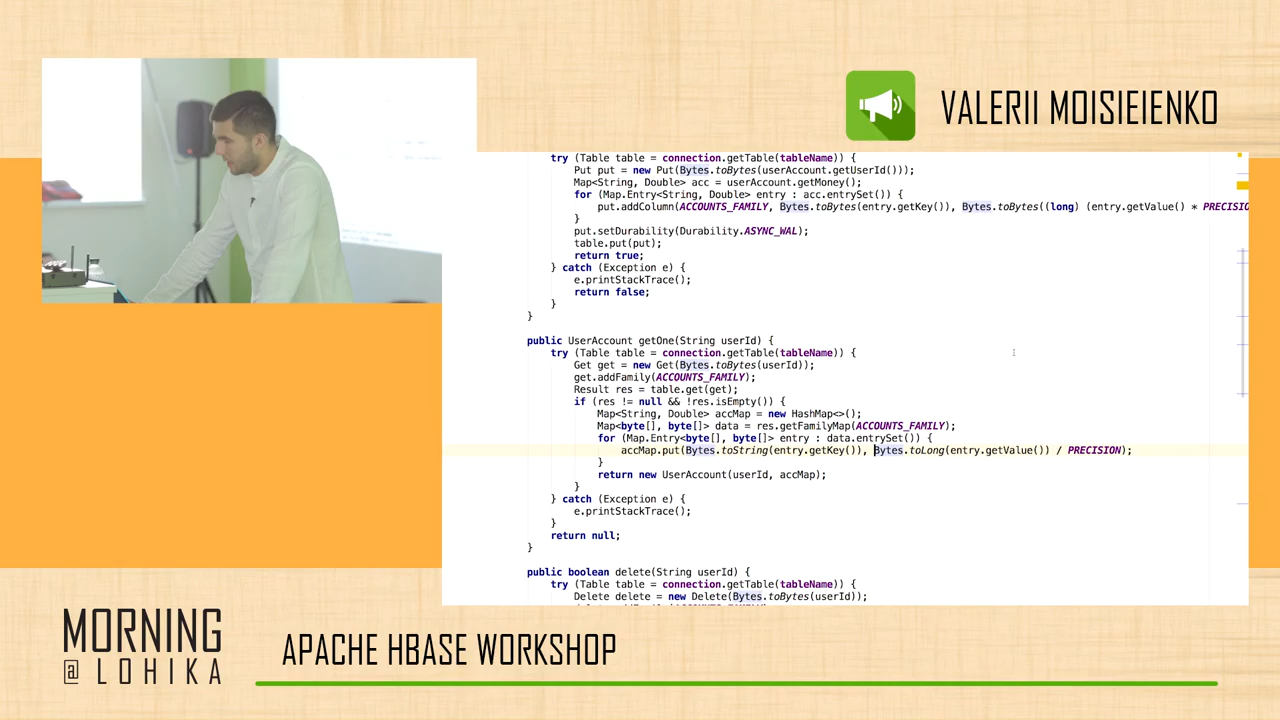 VALERII MOISIEIENKO
try (Table table = connection.getTable(tableName)) {
Put put = new Put(Bytes.toBytes(userAccount.getUserId()));
Map<String, Double> acc = userAccount.getMoney();
for (Map.Entry<String, Double> entry : acc.entrySet()) {
put.addColumn(ACCOUNTS_FAMILY, Bytes.toBytes(entry.getKey()), Bytes.toBytes((long) (entry.getValue() * PRECISIO
}
put.setDurability(Durability.ASYNC_WAL);
table.put(put);
return true;
} catch (Exception e) {
e.printStackTrace();
return false;
}
}
public UserAccount getOne(String userId) {
try (Table table = connection.getTable(tableName)) {
Get get = new Get(Bytes.toBytes(userId));
get.addFamily(ACCOUNTS_FAMILY);
Result res = table.get(get);
if (res != null && !res.isEmpty()) {
Map<String, Double> accMap = new HashMap<>();
Map<byte[], byte[]> data = res.getFamilyMap(ACCOUNTS_FAMILY);
for (Map.Entry<byte[], byte[]> entry : data.entrySet()) {
accMap.put(Bytes.toString(entry.getKey()), Bytes.toLong(entry.getValue()) / PRECISION);
}
return new UserAccount(userId, accMap);
}
} catch (Exception e) {
e.printStackTrace();
}
return null;
}
public boolean delete(String userId) {
try (Table table = connection.getTable(tableName)) {
Delete delete = new Delete(Bytes.toBytes(userId));
MORNING
@ LOHIKA
APACHE HBASE WORKSHOP